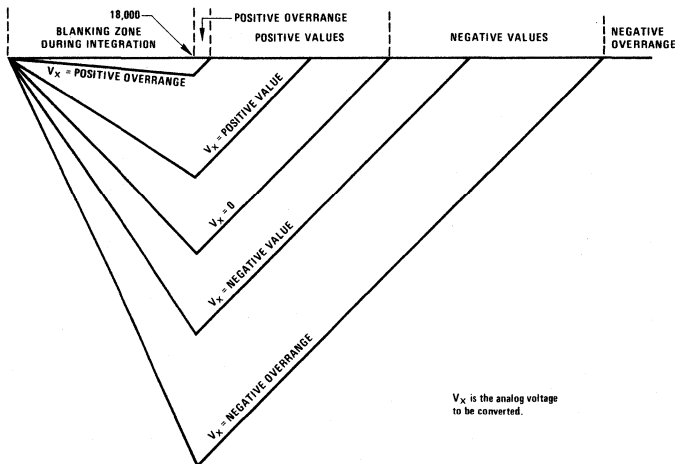 18,000
POSITIVE OVERRANGE
BLANKING ZONE
DURING INTEGRATION
POSITIVE VALUES
NEGATIVE VALUES
NEGATIVE
OVERRANGE
VX = POSITIVE OVERRANGE
VX = POSITIVE VALUE
VX = 0
VX = NEGATIVE VALUE
VX = NEGATIVE OVERRANGE
VX is the analog voltage
to be converted.